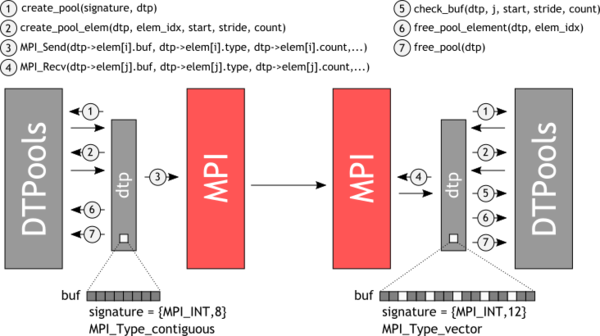 ① create_pool(signature, dtp)
② create_pool_elem(dtp, elem_idx, start, stride, count)
③ MPI_Send(dtp->elem[i].buf, dtp->elem[i].type, dtp->elem[i].count,...)
④ MPI_Recv(dtp->elem[j].buf, dtp->elem[j].type, dtp->elem[j].count,...)
⑤ check_buf(dtp, j, start, stride, count)
⑥ free_pool_element(dtp, elem_idx)
⑦ free_pool(dtp)
DTPools
①
②
⑥
⑦
dtp
③
MPI
MPI
④
dtp
①
②
⑤
⑥
⑦
DTPools
buf
signature = {MPI_INT,8}
MPI_Type_contiguous
buf
signature = {MPI_INT,12}
MPI_Type_vector